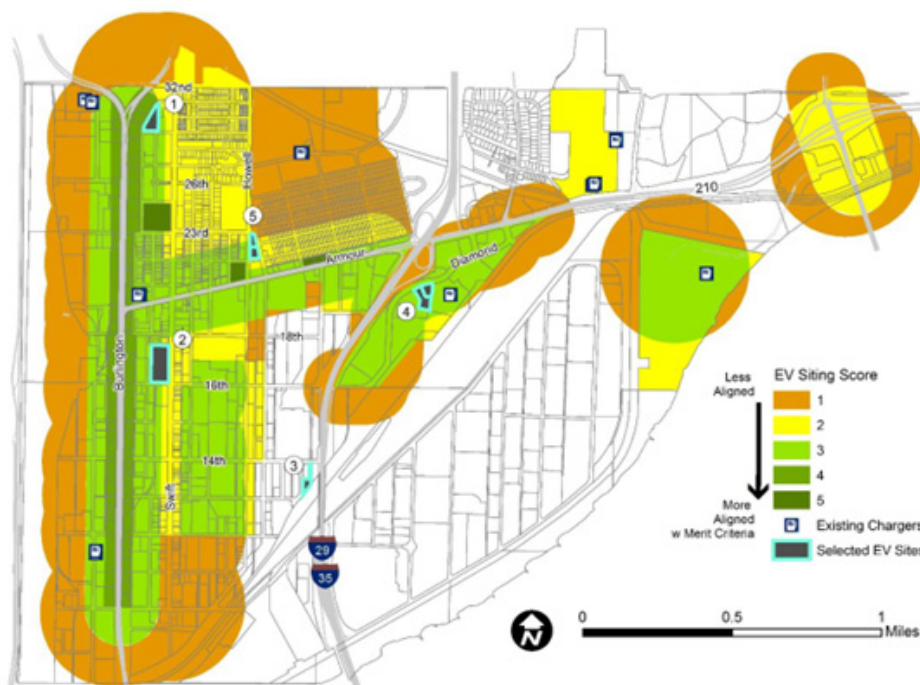 32nd
1
Howell
26th
5
23rd
Armour
210
Diamond
4
2
18th
Burlington
16th
14th
3
Swift
29
35
Less
Aligned
More
Aligned
w Merit Criteria
EV Siting Score
1
2
3
4
5
Existing Chargers
Selected EV Sites
N
0
0.5
1
Miles